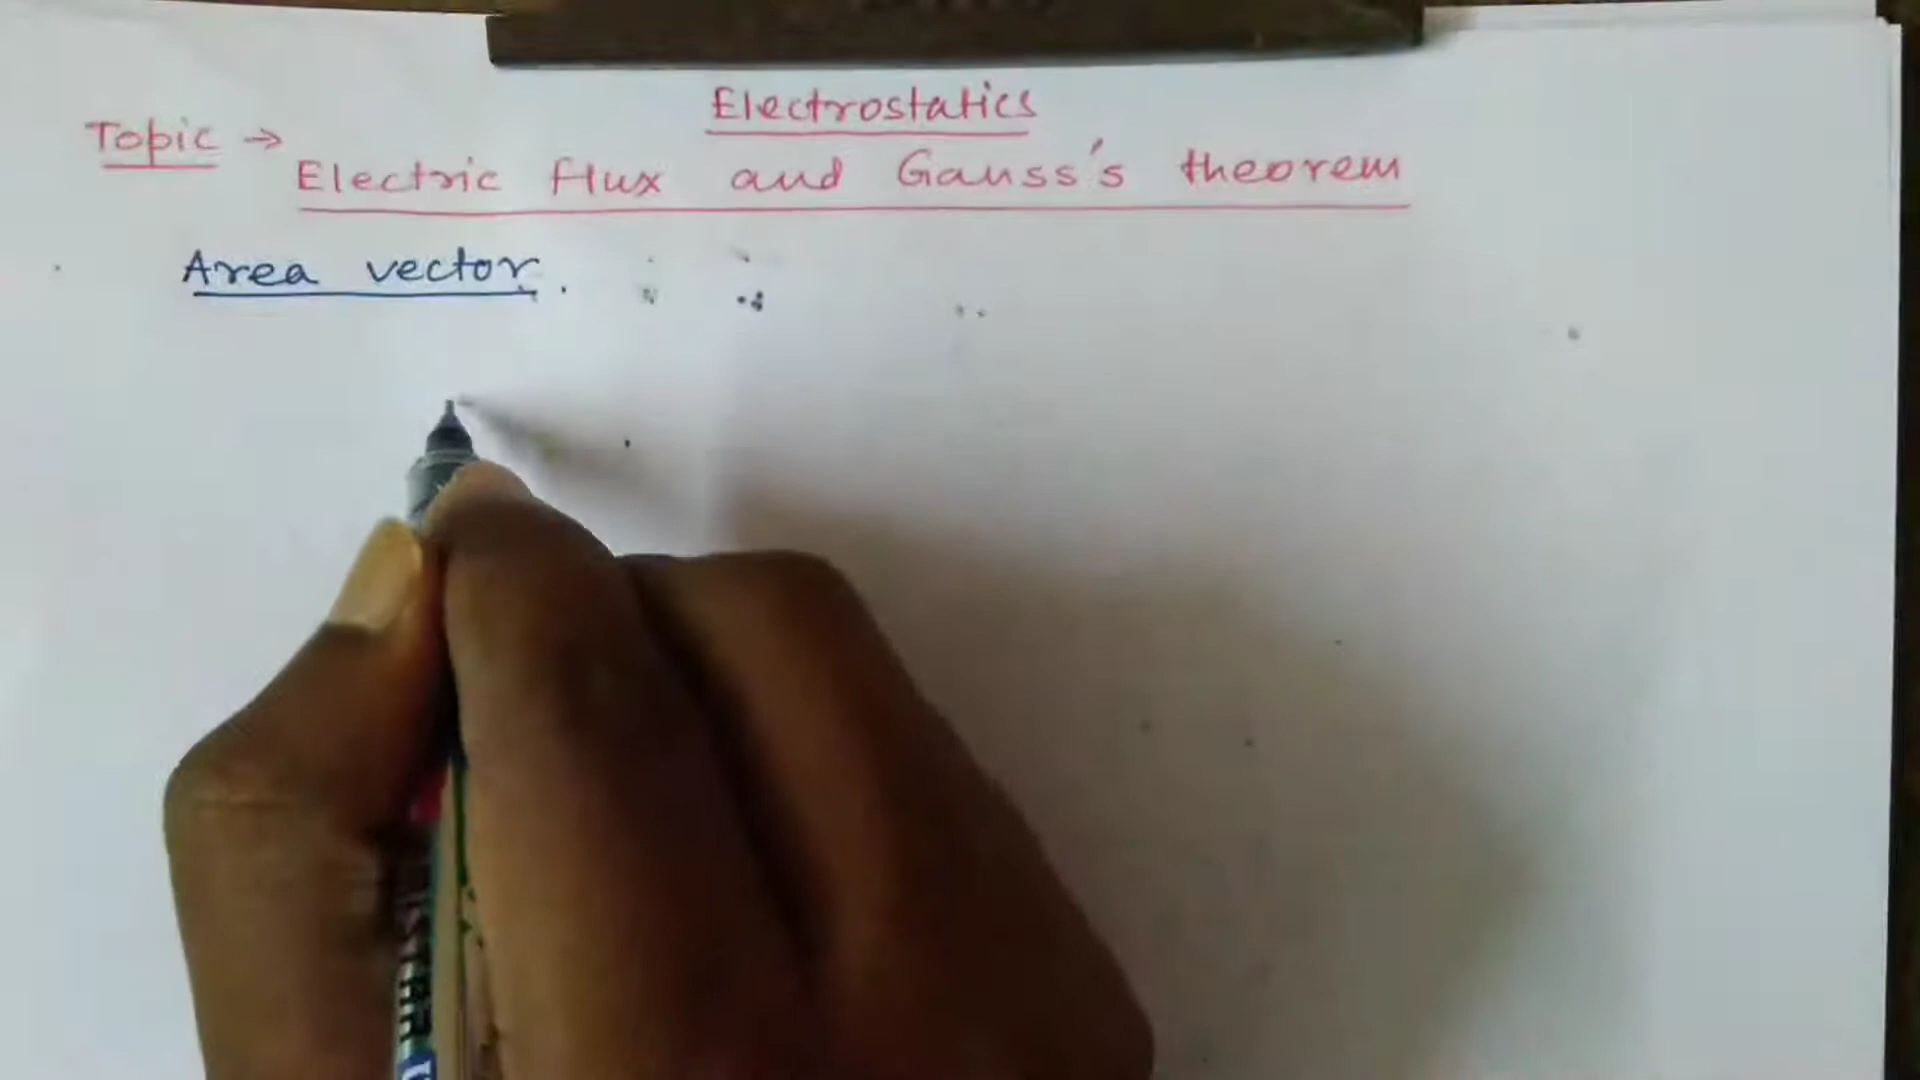 Electrostatics
Topic →
Electric flux and Gauss's theorem
Area vector.